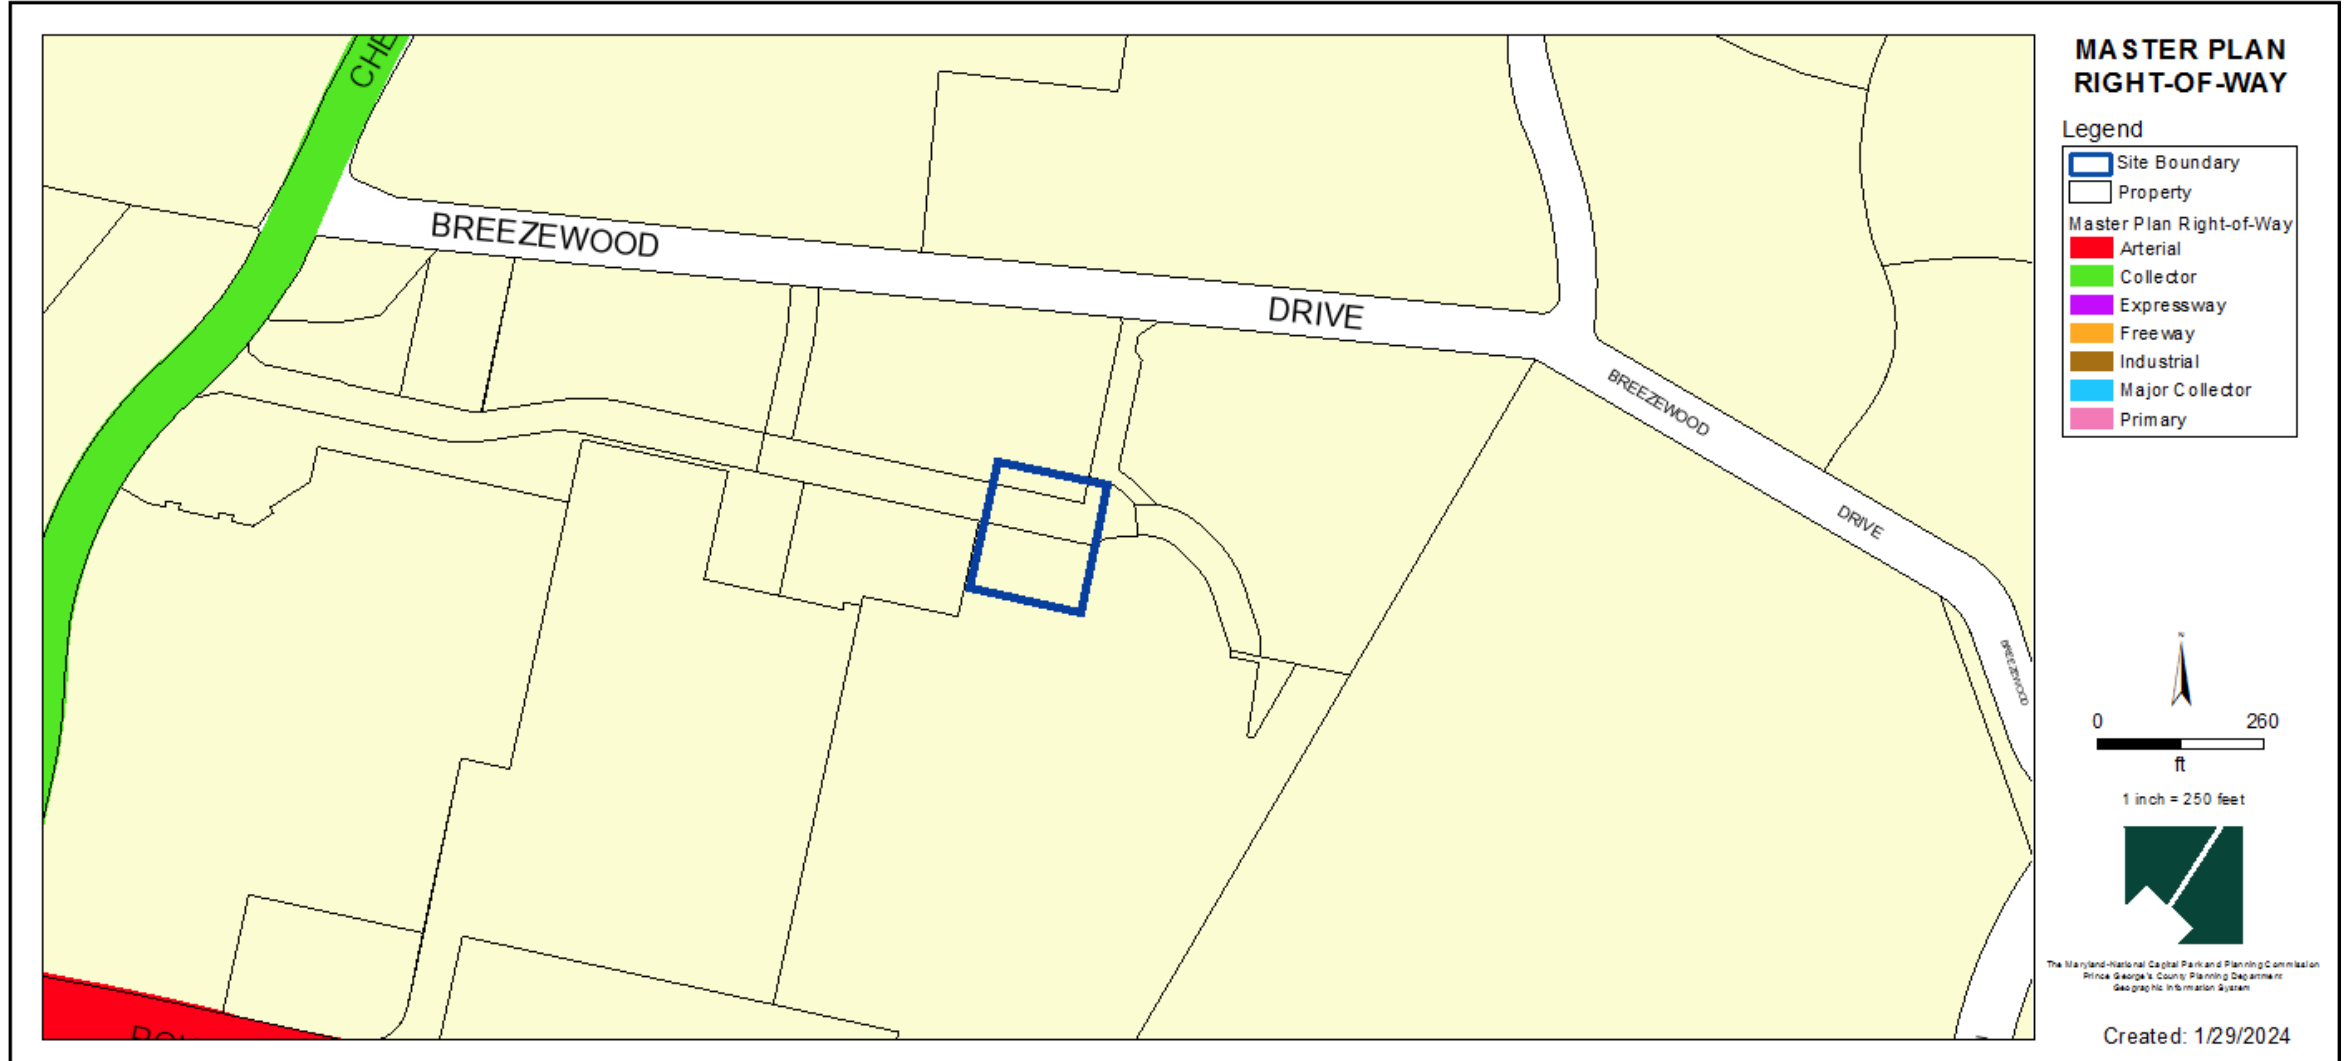 CHE
BREEZEWOOD
DRIVE
BREEZEWOOD
DRIVE
BREEZEWOOD
MASTER PLAN
RIGHT-OF-WAY
Legend
Site Boundary
Property
Master Plan Right-of-Way
Arterial
Collector
Expressway
Freeway
Industrial
Major Collector
Primary
N
0 260
ft
1 inch = 250 feet
The Maryland-National Capital Park and Planning Commission
Prince George's County Planning Department
Geographic Information System
Created: 1/29/2024